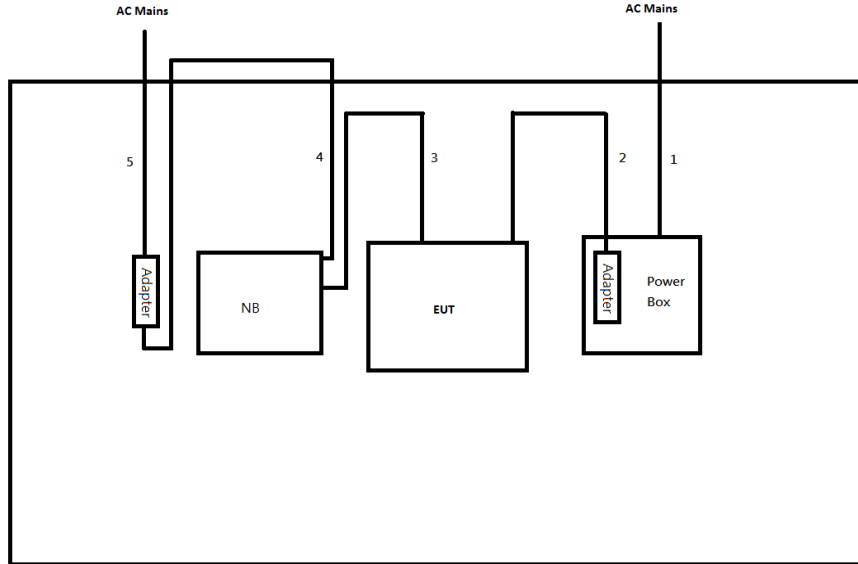 AC Mains
AC Mains
5
4
3
2
1
Adapter
NB
EUT
Adapter
Power
Box